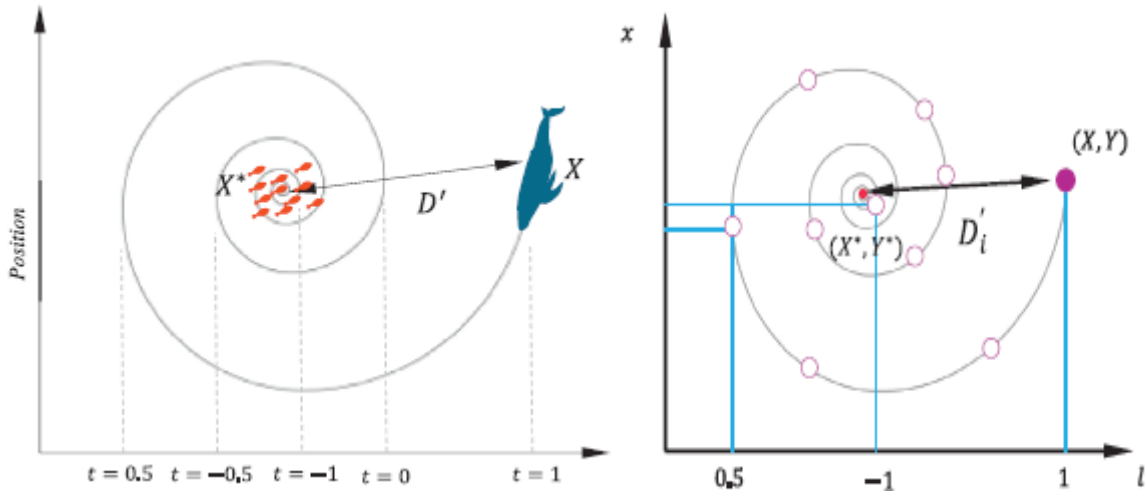 Position
X*
D'
X
t = 0.5
t = −0.5
t = −1
t = 0
t = 1
x
(X, Y)
(X*, Y*)
D'i
0.5
−1
1
l